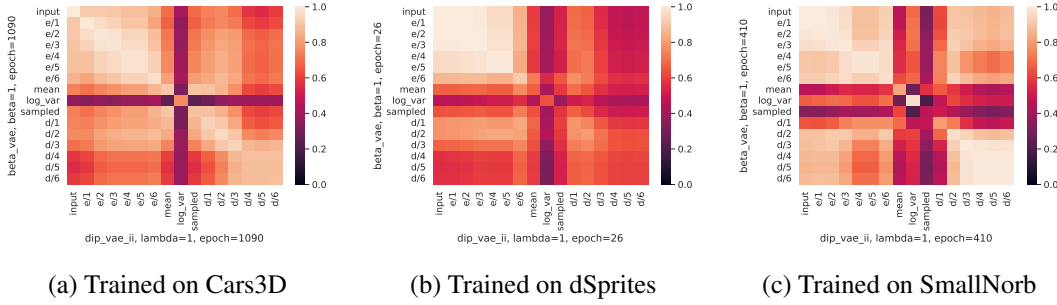 beta_vae, beta=1, epoch=1090
input
e/1
e/2
e/3
e/4
e/5
e/6
mean
log_var
sampled
d/1
d/2
d/3
d/4
d/5
d/6
input
e/1
e/2
e/3
e/4
e/5
e/6
mean
log_var
sampled
d/1
d/2
d/3
d/4
d/5
d/6
dip_vae_ii, lambda=1, epoch=1090
1.0
0.8
0.6
0.4
0.2
0.0
(a) Trained on Cars3D
beta_vae, beta=1, epoch=26
input
e/1
e/2
e/3
e/4
e/5
e/6
mean
log_var
sampled
d/1
d/2
d/3
d/4
d/5
d/6
input
e/1
e/2
e/3
e/4
e/5
e/6
mean
log_var
sampled
d/1
d/2
d/3
d/4
d/5
d/6
dip_vae_ii, lambda=1, epoch=26
1.0
0.8
0.6
0.4
0.2
0.0
(b) Trained on dSprites
beta_vae, beta=1, epoch=410
input
e/1
e/2
e/3
e/4
e/5
e/6
mean
log_var
sampled
d/1
d/2
d/3
d/4
d/5
d/6
input
e/1
e/2
e/3
e/4
e/5
e/6
mean
log_var
sampled
d/1
d/2
d/3
d/4
d/5
d/6
dip_vae_ii, lambda=1, epoch=410
1.0
0.8
0.6
0.4
0.2
0.0
(c) Trained on SmallNorb